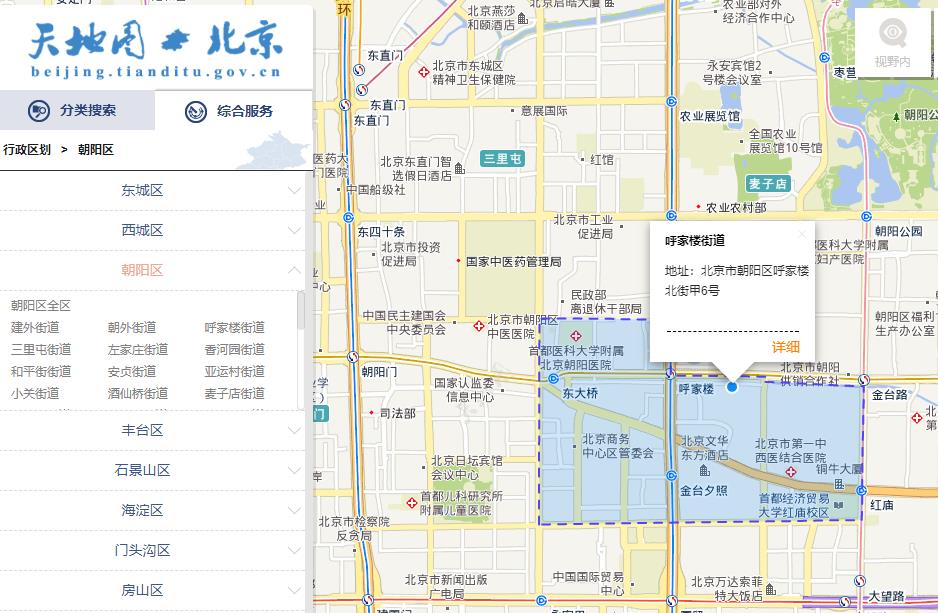 天地图 北京
beijing.tianditu.gov.cn
分类搜索
综合服务
行政区划 > 朝阳区
东城区
西城区
朝阳区
朝阳区全区
建外街道 朝外街道 呼家楼街道
三里屯街道 左家庄街道 香河园街道
和平街街道 安贞街道 亚运村街道
小关街道 酒仙桥街道 麦子店街道
丰台区
石景山区
海淀区
门头沟区
房山区
环
北京燕莎
和颐酒店
农业部对外
经济合作中心
视野内
东直门
北京市东城区
精神卫生保健院
永安宾馆2
号楼会议室
枣营
东直门
东直门
意展国际
农业展览馆
朝阳公
全国农业
展览馆10号馆
三里屯
红馆
北京东直门智
选假日酒店
中国船级社
麦子店
农业农村部
东四十条
北京市工业
促进局
朝阳公园
北京市投资
促进局
国家中医药管理局
呼家楼街道
地址：北京市朝阳区呼家楼
北街甲6号
详细
医科大学附属
妇产医院
民政部
离退休干部局
中国民主建国会
中央委员会
北京市朝阳区
中医医院
朝阳区福利
生产办公室
首都医科大学附属
北京朝阳医院
朝阳门
国家认监委
信息中心
东大桥
呼家楼
北京市朝阳
供销合作社
金台路
司法部
北京商务
中心区管委会
北京文华
东方酒店
北京市第一中
西医结合医院
铜牛大厦
北京日坛宾馆
会议中心
金台夕照
首都经济贸易
大学红庙校区
红庙
首都儿科研究所
附属儿童医院
北京市检察院
反贪局
北京市新闻出版
广电局
中国国际贸易
中心
北京万达索菲
特大饭店
大望路